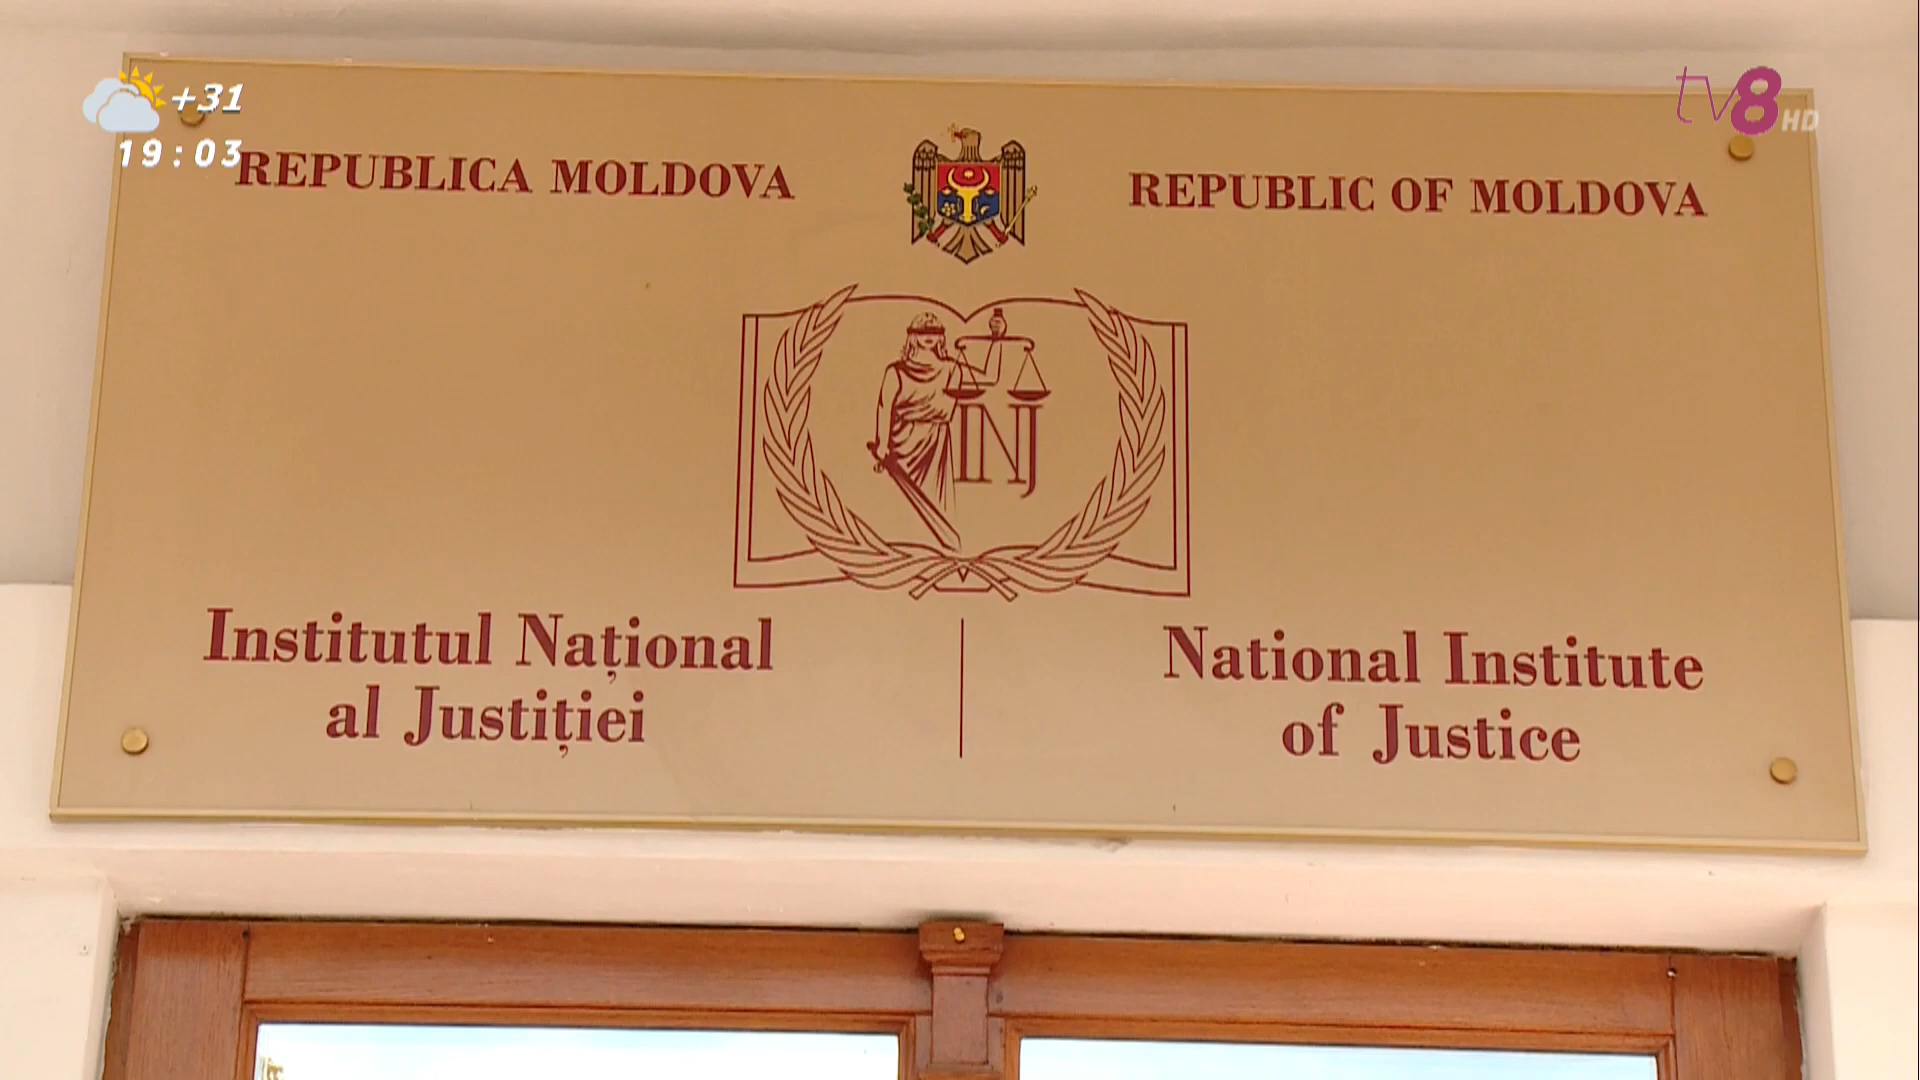 +31
19:03
tv8 HD
REPUBLICA MOLDOVA
REPUBLIC OF MOLDOVA
INJ
Institutul Național
al Justiției
National Institute
of Justice